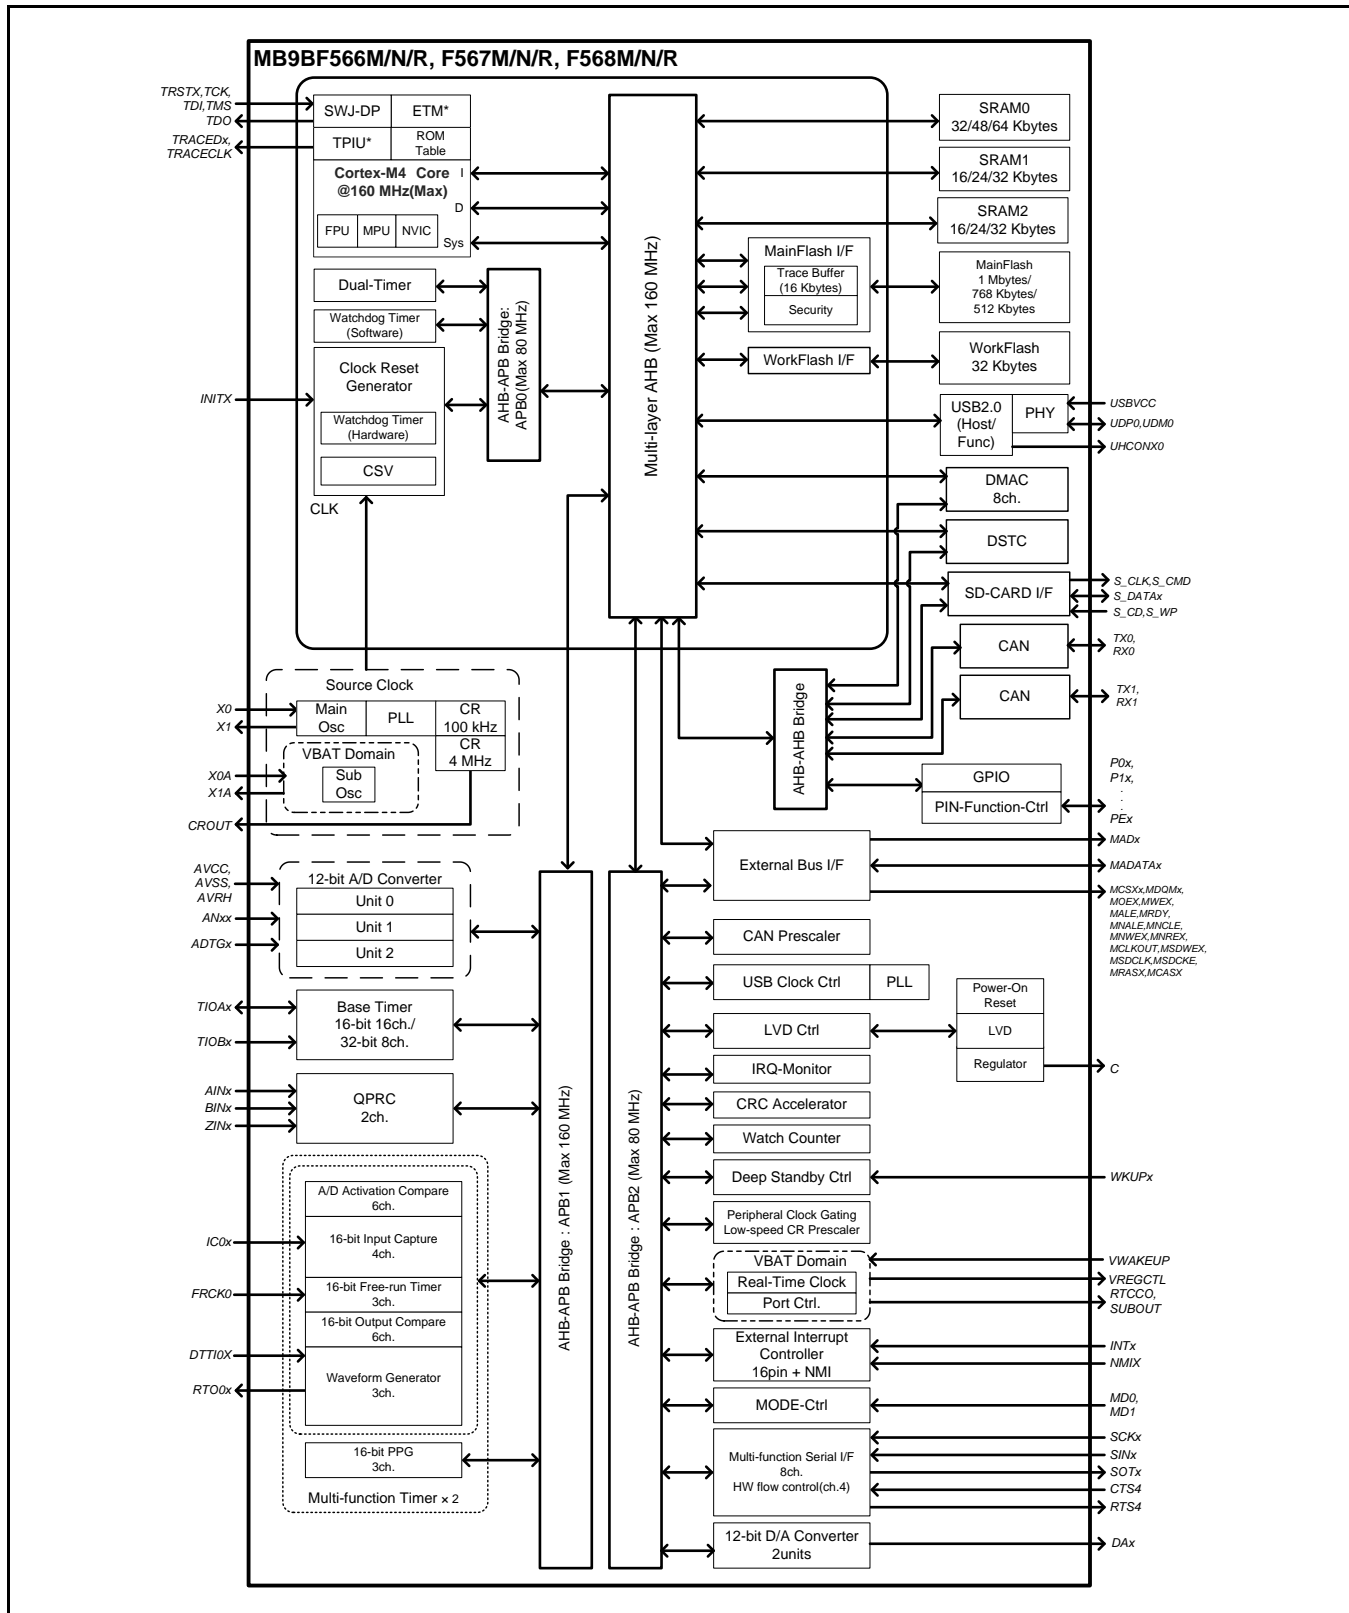 MB9BF566M/N/R, F567M/N/R, F568M/N/R
TRSTX,TCK,
TDI,TMS
TDO
TRACEDx,
TRACECLK
SWJ-DP
ETM*
TPIU*
ROM
Table
Cortex-M4 Core
@160 MHz(Max)
I
D
Sys
FPU
MPU
NVIC
Dual-Timer
Watchdog Timer
(Software)
Clock Reset
Generator
Watchdog Timer
(Hardware)
CSV
CLK
INITX
AHB-APB Bridge:
APB0(Max 80 MHz)
Multi-layer AHB (Max 160 MHz)
MainFlash I/F
Trace Buffer
(16 Kbytes)
Security
WorkFlash I/F
SRAM0
32/48/64 Kbytes
SRAM1
16/24/32 Kbytes
SRAM2
16/24/32 Kbytes
MainFlash
1 Mbytes/
768 Kbytes/
512 Kbytes
WorkFlash
32 Kbytes
USB2.0
(Host/
Func)
PHY
USBVCC
UDP0,UDM0
UHCONX0
DMAC
8ch.
DSTC
SD-CARD I/F
S_CLK,S_CMD
S_DATAx
S_CD,S_WP
CAN
TX0,
RX0
CAN
TX1,
RX1
AHB-AHB Bridge
GPIO
PIN-Function-Ctrl
P0x,
P1x,
.
.
PEx
Source Clock
X0
X1
Main
Osc
PLL
CR
100 kHz
CR
4 MHz
VBAT Domain
Sub
Osc
X0A
X1A
CROUT
AVCC,
AVSS,
AVRH
ANxx
ADTGx
12-bit A/D Converter
Unit 0
Unit 1
Unit 2
TIOAx
TIOBx
Base Timer
16-bit 16ch./
32-bit 8ch.
AINx
BINx
ZINx
QPRC
2ch.
A/D Activation Compare
6ch.
IC0x
16-bit Input Capture
4ch.
FRCK0
16-bit Free-run Timer
3ch.
16-bit Output Compare
6ch.
DTTI0X
RTO0x
Waveform Generator
3ch.
16-bit PPG
3ch.
Multi-function Timer × 2
AHB-APB Bridge : APB1 (Max 160 MHz)
AHB-APB Bridge : APB2 (Max 80 MHz)
External Bus I/F
MADx
MADATAx
MCSXx,MDQMx,
MOEX,MWEX,
MALE,MRDY,
MNALE,MNCLE,
MNWEX,MNREX,
MCLKOUT,MSDWEX,
MSDCLK,MSDCKE,
MRASX,MCASX
CAN Prescaler
USB Clock Ctrl
PLL
LVD Ctrl
Power-On
Reset
LVD
Regulator
C
IRQ-Monitor
CRC Accelerator
Watch Counter
Deep Standby Ctrl
WKUPx
Peripheral Clock Gating
Low-speed CR Prescaler
VBAT Domain
Real-Time Clock
Port Ctrl.
VWAKEUP
VREGCTL
RTCCO,
SUBOUT
External Interrupt
Controller
16pin + NMI
INTx
NMIX
MODE-Ctrl
MD0,
MD1
Multi-function Serial I/F
8ch.
HW flow control(ch.4)
SCKx
SINx
SOTx
CTS4
RTS4
12-bit D/A Converter
2units
DAx